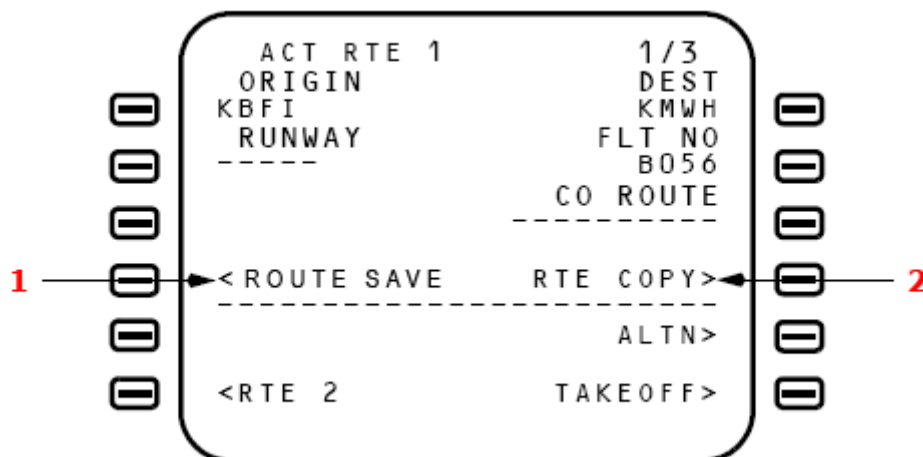 ACT RTE 1 1/3
ORIGIN DEST
KBFI KMWH
RUNWAY FLT NO
----- BO56
CO ROUTE
----------
1 <ROUTE SAVE RTE COPY> 2
------------------------
ALTN>
<RTE 2 TAKEOFF>